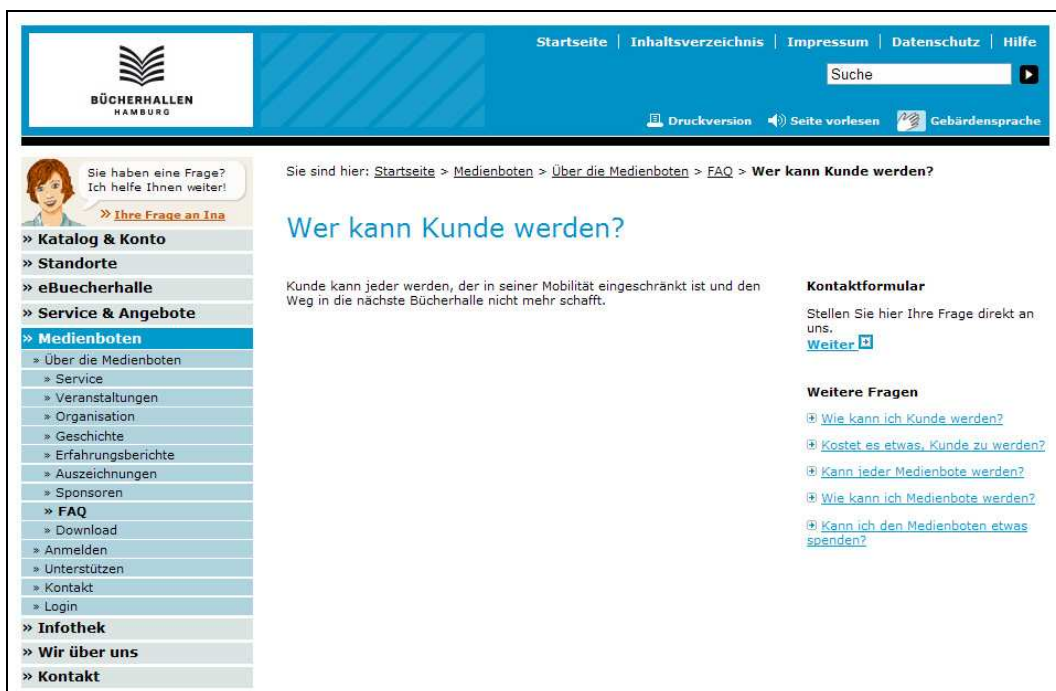 BÜCHERHALLEN
HAMBURG
Startseite | Inhaltsverzeichnis | Impressum | Datenschutz | Hilfe
Suche
Druckversion Seite vorlesen Gebärdensprache
Sie haben eine Frage?
Ich helfe Ihnen weiter!
» Ihre Frage an Ina
» Katalog & Konto
» Standorte
» eBuecherhalle
» Service & Angebote
» Medienboten
» Über die Medienboten
» Service
» Veranstaltungen
» Organisation
» Geschichte
» Erfahrungsberichte
» Auszeichnungen
» Sponsoren
» FAQ
» Download
» Anmelden
» Unterstützen
» Kontakt
» Login
» Infothek
» Wir über uns
» Kontakt
Sie sind hier: Startseite > Medienboten > Über die Medienboten > FAQ > Wer kann Kunde werden?
Wer kann Kunde werden?
Kunde kann jeder werden, der in seiner Mobilität eingeschränkt ist und den
Weg in die nächste Bücherhalle nicht mehr schafft.
Kontaktformular
Stellen Sie hier Ihre Frage direkt an
uns.
Weiter
Weitere Fragen
Wie kann ich Kunde werden?
Kostet es etwas, Kunde zu werden?
Kann jeder Medienbote werden?
Wie kann ich Medienbote werden?
Kann ich den Medienboten etwas
spenden?